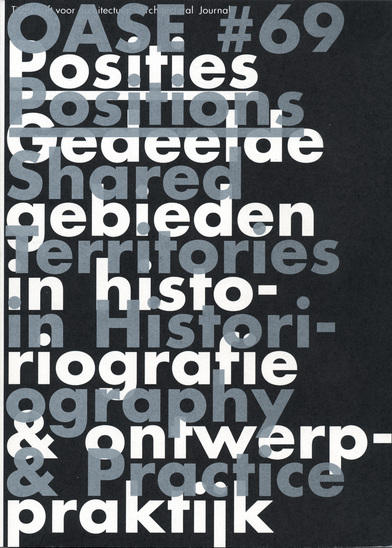 Tijdschrift voor architectuur Architectural Journal
OASE #69
Posities
Positions
Gedeelde
Shared
gebieden
Territories
in histo-
in Histori-
riografie
ography
& ontwerp-
& Practice
praktijk